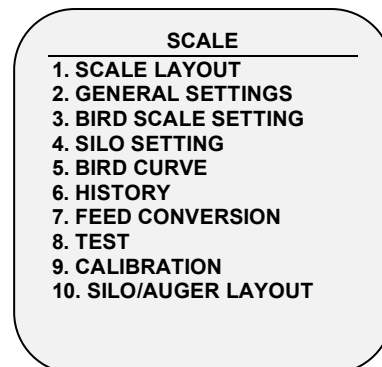 SCALE
1. SCALE LAYOUT
2. GENERAL SETTINGS
3. BIRD SCALE SETTING
4. SILO SETTING
5. BIRD CURVE
6. HISTORY
7. FEED CONVERSION
8. TEST
9. CALIBRATION
10. SILO/AUGER LAYOUT